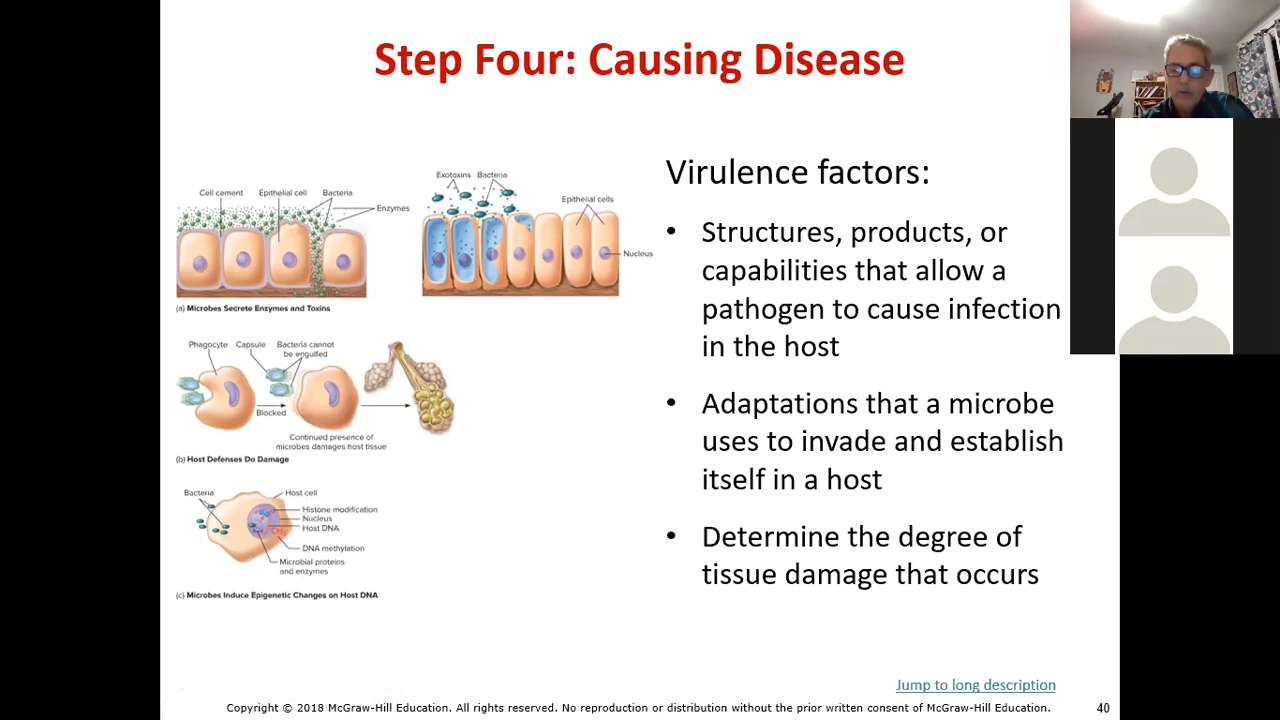 Step Four: Causing Disease
Cell cement
Epithelial cell
Bacteria
Enzymes
(a) Microbes Secrete Enzymes and Toxins
Exotoxins
Bacteria
Epithelial cells
Nucleus
Phagocyte
Capsule
Bacteria cannot
be engulfed
Blocked
Continued presence of
microbes damages host tissue
(b) Host Defenses Do Damage
Bacteria
Host cell
Histone modification
Nucleus
Host DNA
CH3
DNA methylation
Microbial proteins
and enzymes
(c) Microbes Induce Epigenetic Changes on Host DNA
Virulence factors:
• Structures, products, or
capabilities that allow a
pathogen to cause infection
in the host
• Adaptations that a microbe
uses to invade and establish
itself in a host
• Determine the degree of
tissue damage that occurs
Jump to long description
Copyright © 2018 McGraw-Hill Education. All rights reserved. No reproduction or distribution without the prior written consent of McGraw-Hill Education.
40